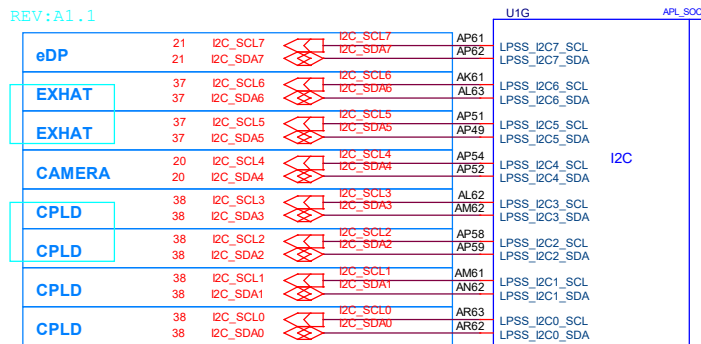 REV:A1.1
U1G
APL_SOC
eDP
21 I2C_SCL7 I2C_SCL7 AP61 LPSS_I2C7_SCL
21 I2C_SDA7 I2C_SDA7 AP62 LPSS_I2C7_SDA
EXHAT
37 I2C_SCL6 I2C_SCL6 AK61 LPSS_I2C6_SCL
37 I2C_SDA6 I2C_SDA6 AL63 LPSS_I2C6_SDA
EXHAT
37 I2C_SCL5 I2C_SCL5 AP51 LPSS_I2C5_SCL
37 I2C_SDA5 I2C_SDA5 AP49 LPSS_I2C5_SDA
I2C
CAMERA
20 I2C_SCL4 I2C_SCL4 AP54 LPSS_I2C4_SCL
20 I2C_SDA4 I2C_SDA4 AP52 LPSS_I2C4_SDA
CPLD
38 I2C_SCL3 I2C_SCL3 AL62 LPSS_I2C3_SCL
38 I2C_SDA3 I2C_SDA3 AM62 LPSS_I2C3_SDA
CPLD
38 I2C_SCL2 I2C_SCL2 AP58 LPSS_I2C2_SCL
38 I2C_SDA2 I2C_SDA2 AP59 LPSS_I2C2_SDA
CPLD
38 I2C_SCL1 I2C_SCL1 AM61 LPSS_I2C1_SCL
38 I2C_SDA1 I2C_SDA1 AN62 LPSS_I2C1_SDA
CPLD
38 I2C_SCL0 I2C_SCL0 AR63 LPSS_I2C0_SCL
38 I2C_SDA0 I2C_SDA0 AR62 LPSS_I2C0_SDA